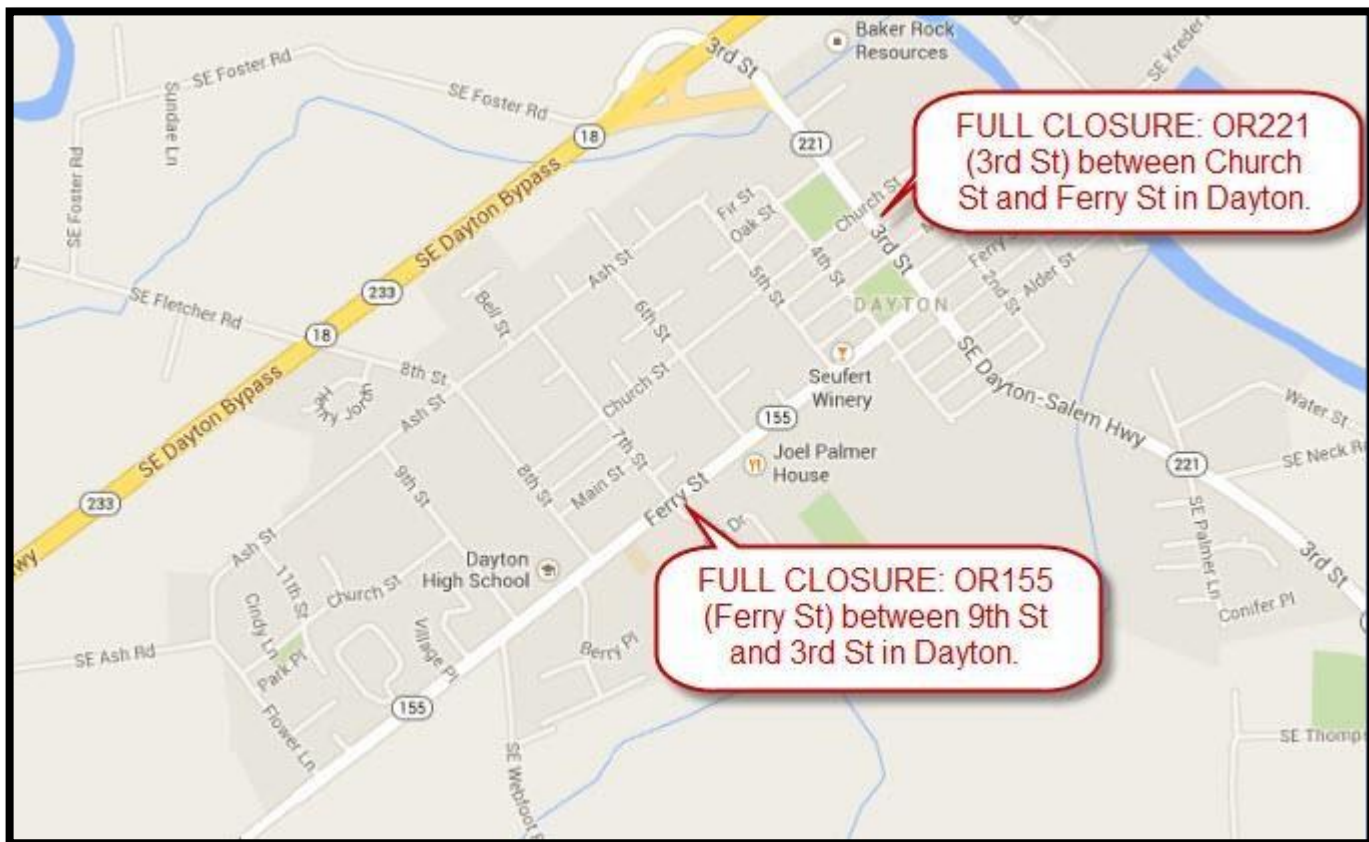 Baker Rock
Resources
3rd St
SE Kreder R
SE Foster Rd
Sundae Ln
SE Foster Rd
SE Foster Rd
18
221
FULL CLOSURE: OR221
(3rd St) between Church
St and Ferry St in Dayton.
SE Dayton Bypass
Fir St
Oak St
Church St
3rd St
4th St
5th St
Ferry S
2nd St
Alder St
DAYTON
Ash St
Bell St
6th St
233
SE Fletcher Rd
18
8th St
Church St
Seufert
Winery
SE Dayton-Salem Hwy
Water St
SE Dayton Bypass
Ash St
155
Joel Palmer
House
221
SE Neck R
7th St
Main St
8th St
9th St
Ferry St
Dr
SE Palmer Ln
3rd St
233
Hwy
Ash St
Dayton
High School
11th St
Church St
Cindy Ln
Park Pl
Village Pl
FULL CLOSURE: OR155
(Ferry St) between 9th St
and 3rd St in Dayton.
Conifer Pl
Berry Pl
SE Ash Rd
155
Flower Ln
SE Webfoot R
SE Thomps